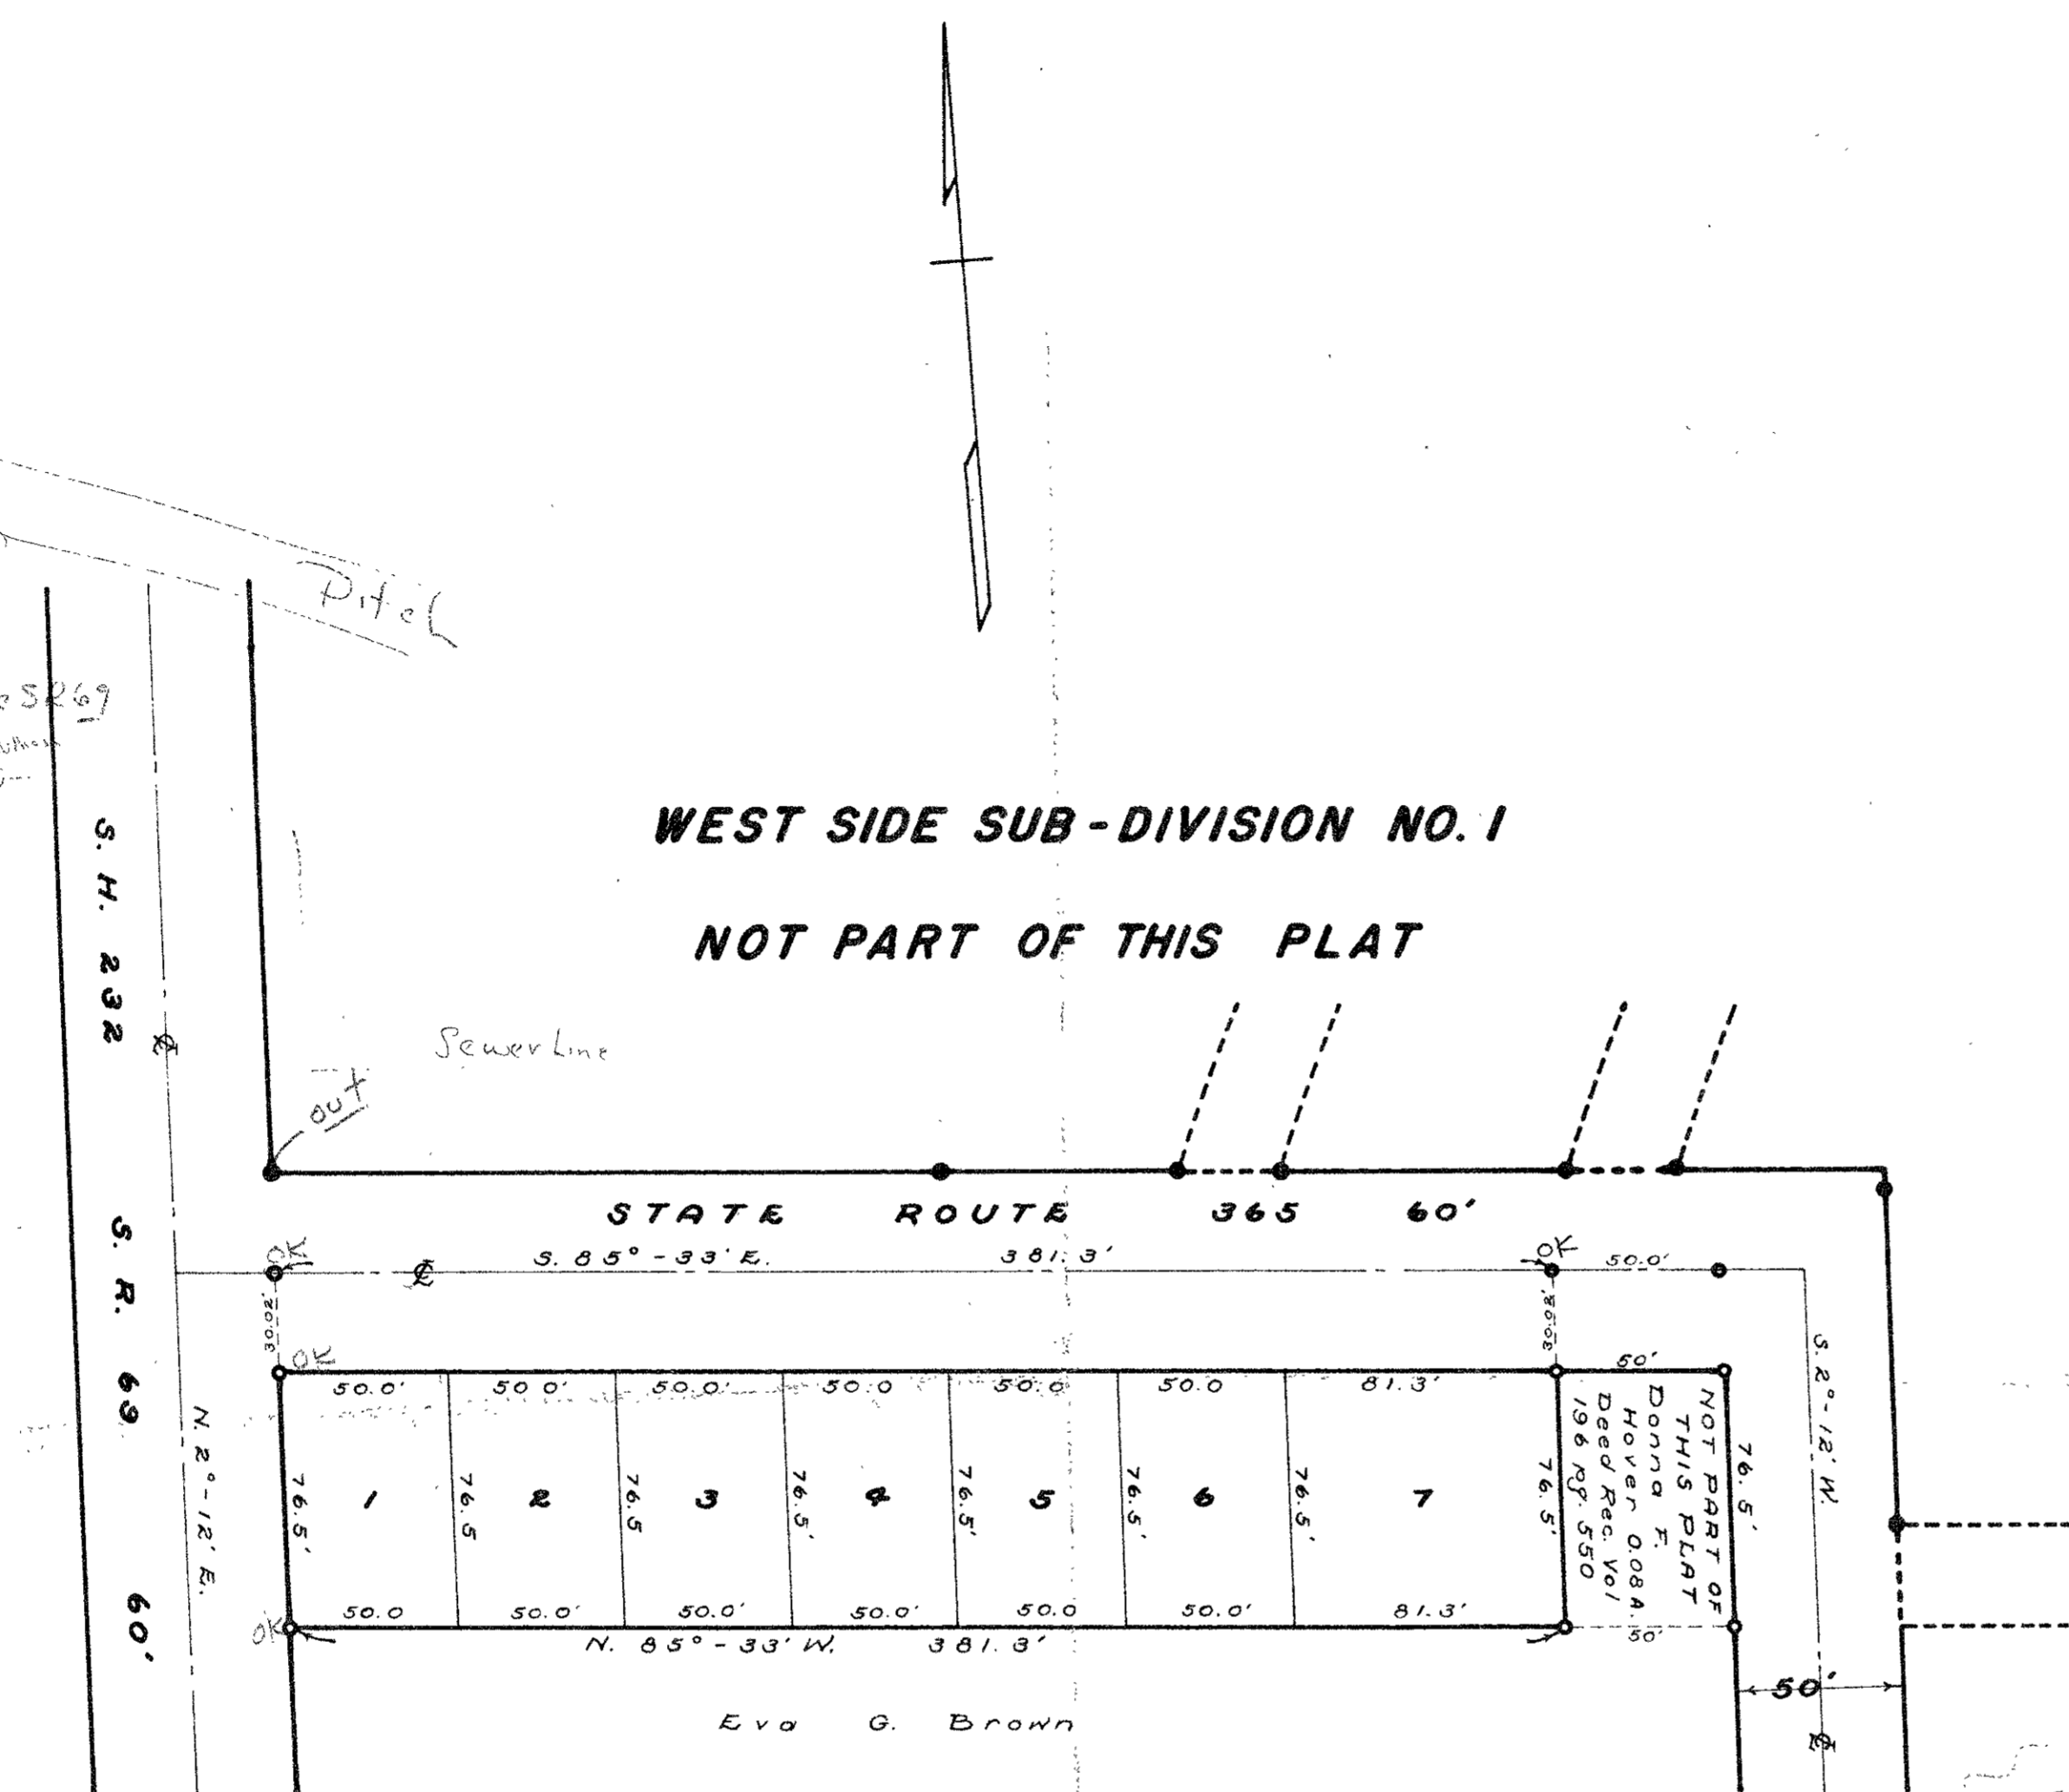 Ditch
SR 69
WEST SIDE SUB-DIVISION NO. 1
NOT PART OF THIS PLAT
S. H. 232
℄
Sewer Line
OUT
STATE ROUTE 365 60'
S. R. 69 60'
OK
℄
S. 85° - 33' E. 381.3'
OK
50.0'
30.0'
30.0'
OK
50'
50.0' 50.0' 50.0' 50.0 50.0 50.0 81.3'
N. 2° - 12' E.
76.5' 1 76.5 2 76.5 3 76.5' 4 76.5' 5 76.5' 6 76.5' 7 76.5'
NOT PART OF
THIS PLAT
Donna F.
Hover 0.08 A.
Deed Rec. Vol
196 pg. 550
76.5'
S. 2° - 12' W.
50.0 50.0' 50.0' 50.0' 50.0 50.0' 81.3'
OK
N. 85° - 33' W. 381.3'
50'
50'
Eva G. Brown
℄